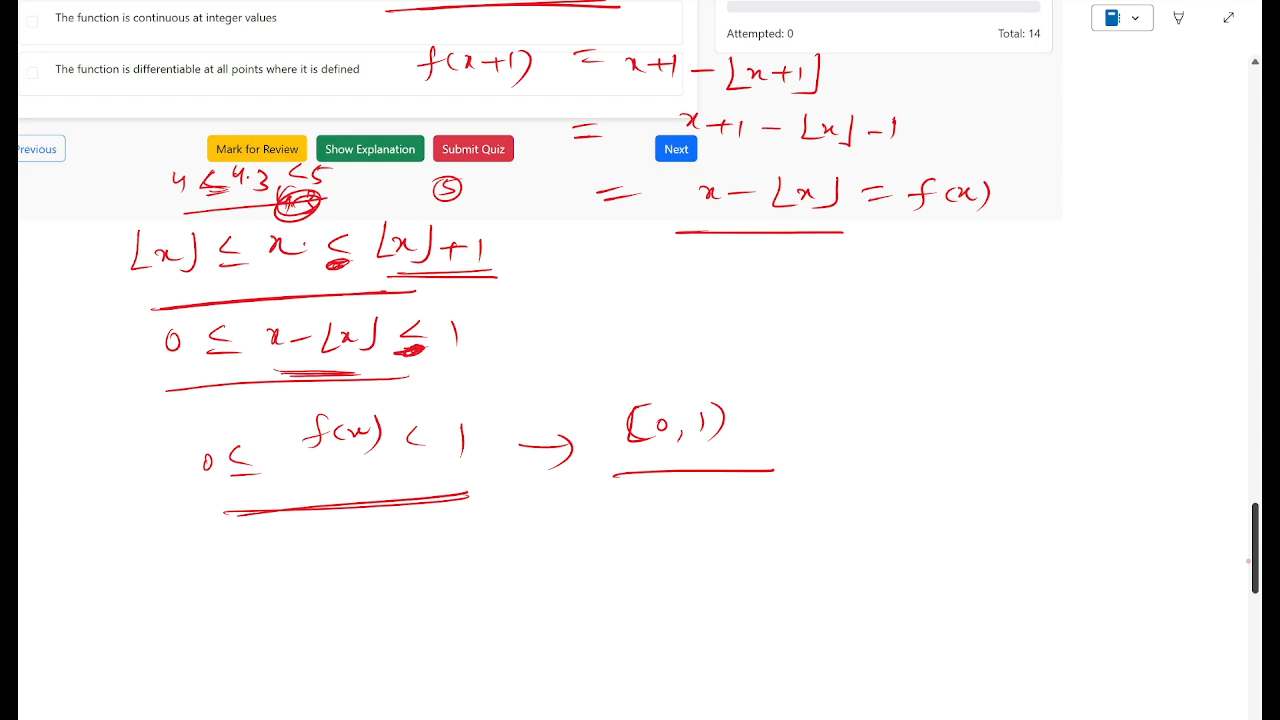 The function is continuous at integer values
Attempted: 0 Total: 14
The function is differentiable at all points where it is defined
f(x+1) = x+1 - ⌊x+1⌋
= x+1 - ⌊x⌋ - 1
Previous Mark for Review Show Explanation Submit Quiz Next
4 ≤ 4.3 < 5
5
= x - ⌊x⌋ = f(x)
⌊x⌋ ≤ x < ⌊x⌋ + 1
0 ≤ x - ⌊x⌋ < 1
0 ≤ f(x) < 1 → [0, 1)